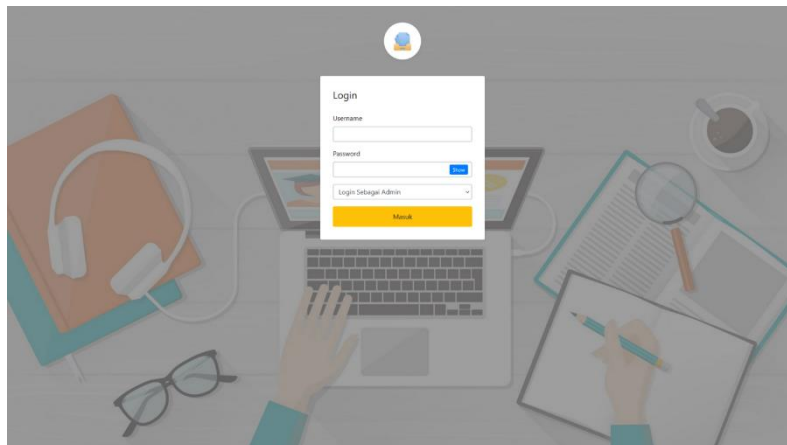 Login
Username
Password
Show
Login Sebagai Admin
Masuk